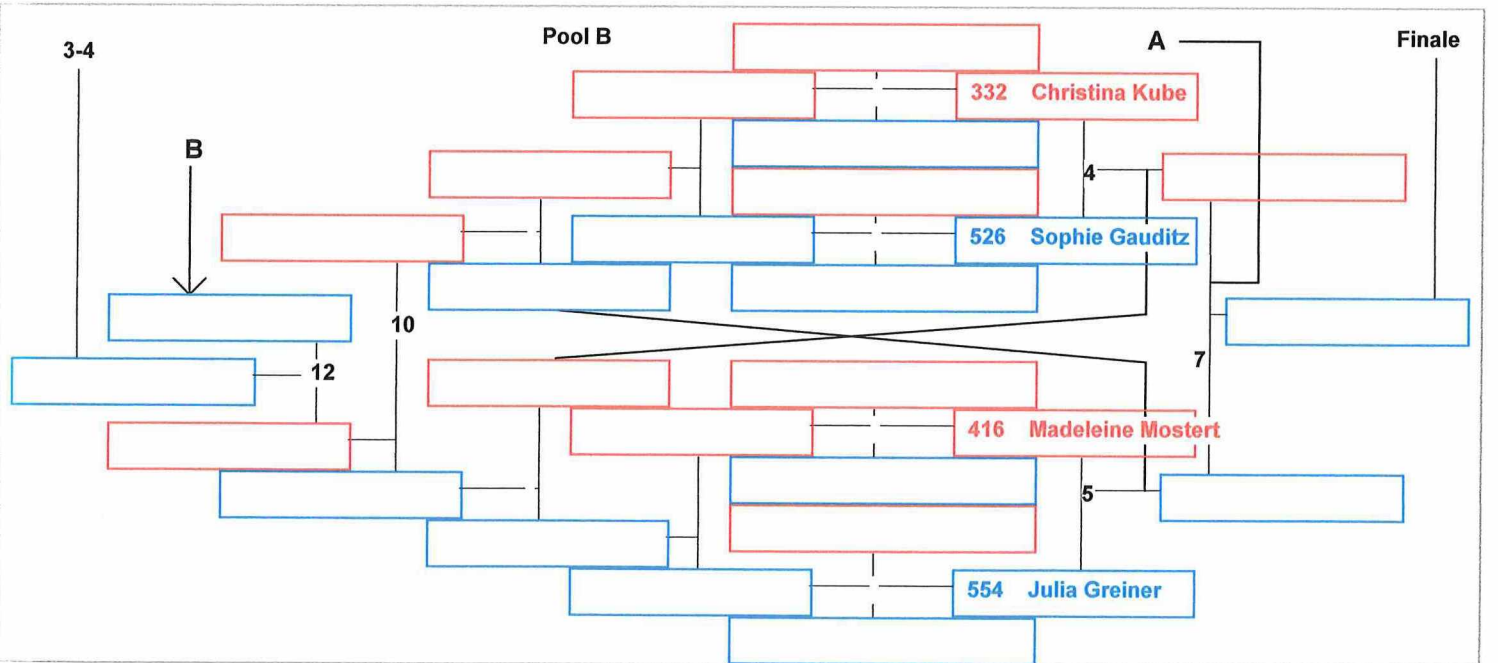 3-4
Pool B
A
Finale
332 Christina Kube
B
4
526 Sophie Gauditz
10
7
12
416 Madeleine Mostert
5
554 Julia Greiner